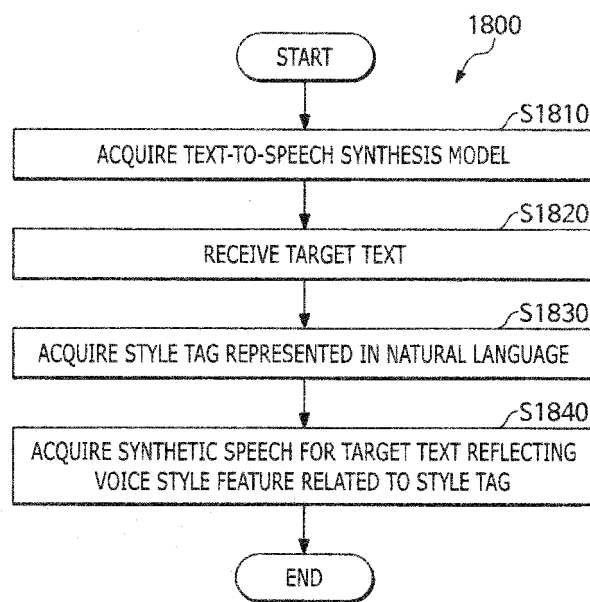 1800
START
S1810
ACQUIRE TEXT-TO-SPEECH SYNTHESIS MODEL
S1820
RECEIVE TARGET TEXT
S1830
ACQUIRE STYLE TAG REPRESENTED IN NATURAL LANGUAGE
S1840
ACQUIRE SYNTHETIC SPEECH FOR TARGET TEXT REFLECTING
VOICE STYLE FEATURE RELATED TO STYLE TAG
END